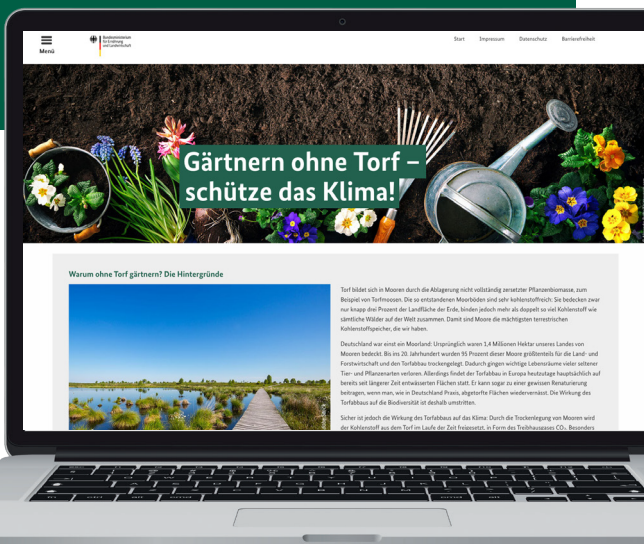 Menü
Bundesministerium
für Ernährung
und Landwirtschaft
Start Impressum Datenschutz Barrierefreiheit
Gärtnern ohne Torf –
schütze das Klima!
Warum ohne Torf gärtnern? Die Hintergründe
Torf bildet sich in Mooren durch die Ablagerung nicht vollständig zersetzter Pflanzenbiomasse, zum
Beispiel von Torfmoosen. Die so entstandenen Moorböden sind sehr kohlenstoffreich: Sie bedecken zwar
nur knapp drei Prozent der Landfläche der Erde, binden jedoch mehr als doppelt so viel Kohlenstoff wie
sämtliche Wälder auf der Welt zusammen. Damit sind Moore die mächtigsten terrestrischen
Kohlenstoffspeicher, die wir haben.
Deutschland war einst ein Moorland: Ursprünglich waren 1,4 Millionen Hektar unseres Landes von
Mooren bedeckt. Bis ins 20. Jahrhundert wurden 95 Prozent dieser Moore größtenteils für die Land- und
Forstwirtschaft und den Torfabbau trockengelegt. Dadurch gingen wichtige Lebensräume vieler seltener
Tier- und Pflanzenarten verloren. Allerdings findet der Torfabbau in Europa heutzutage hauptsächlich auf
bereits seit längerer Zeit entwässerten Flächen statt. Er kann sogar zu einer gewissen Renaturierung
beitragen, wenn man, wie in Deutschland Praxis, abgetorfte Flächen wiedervernässt. Die Wirkung des
Torfabbaus auf die Biodiversität ist deshalb umstritten.
Sicher ist jedoch die Wirkung des Torfabbaus auf das Klima: Durch die Trockenlegung von Mooren wird
der Kohlenstoff aus dem Torf im Laufe der Zeit freigesetzt, in Form des Treibhausgases CO₂. Besonders